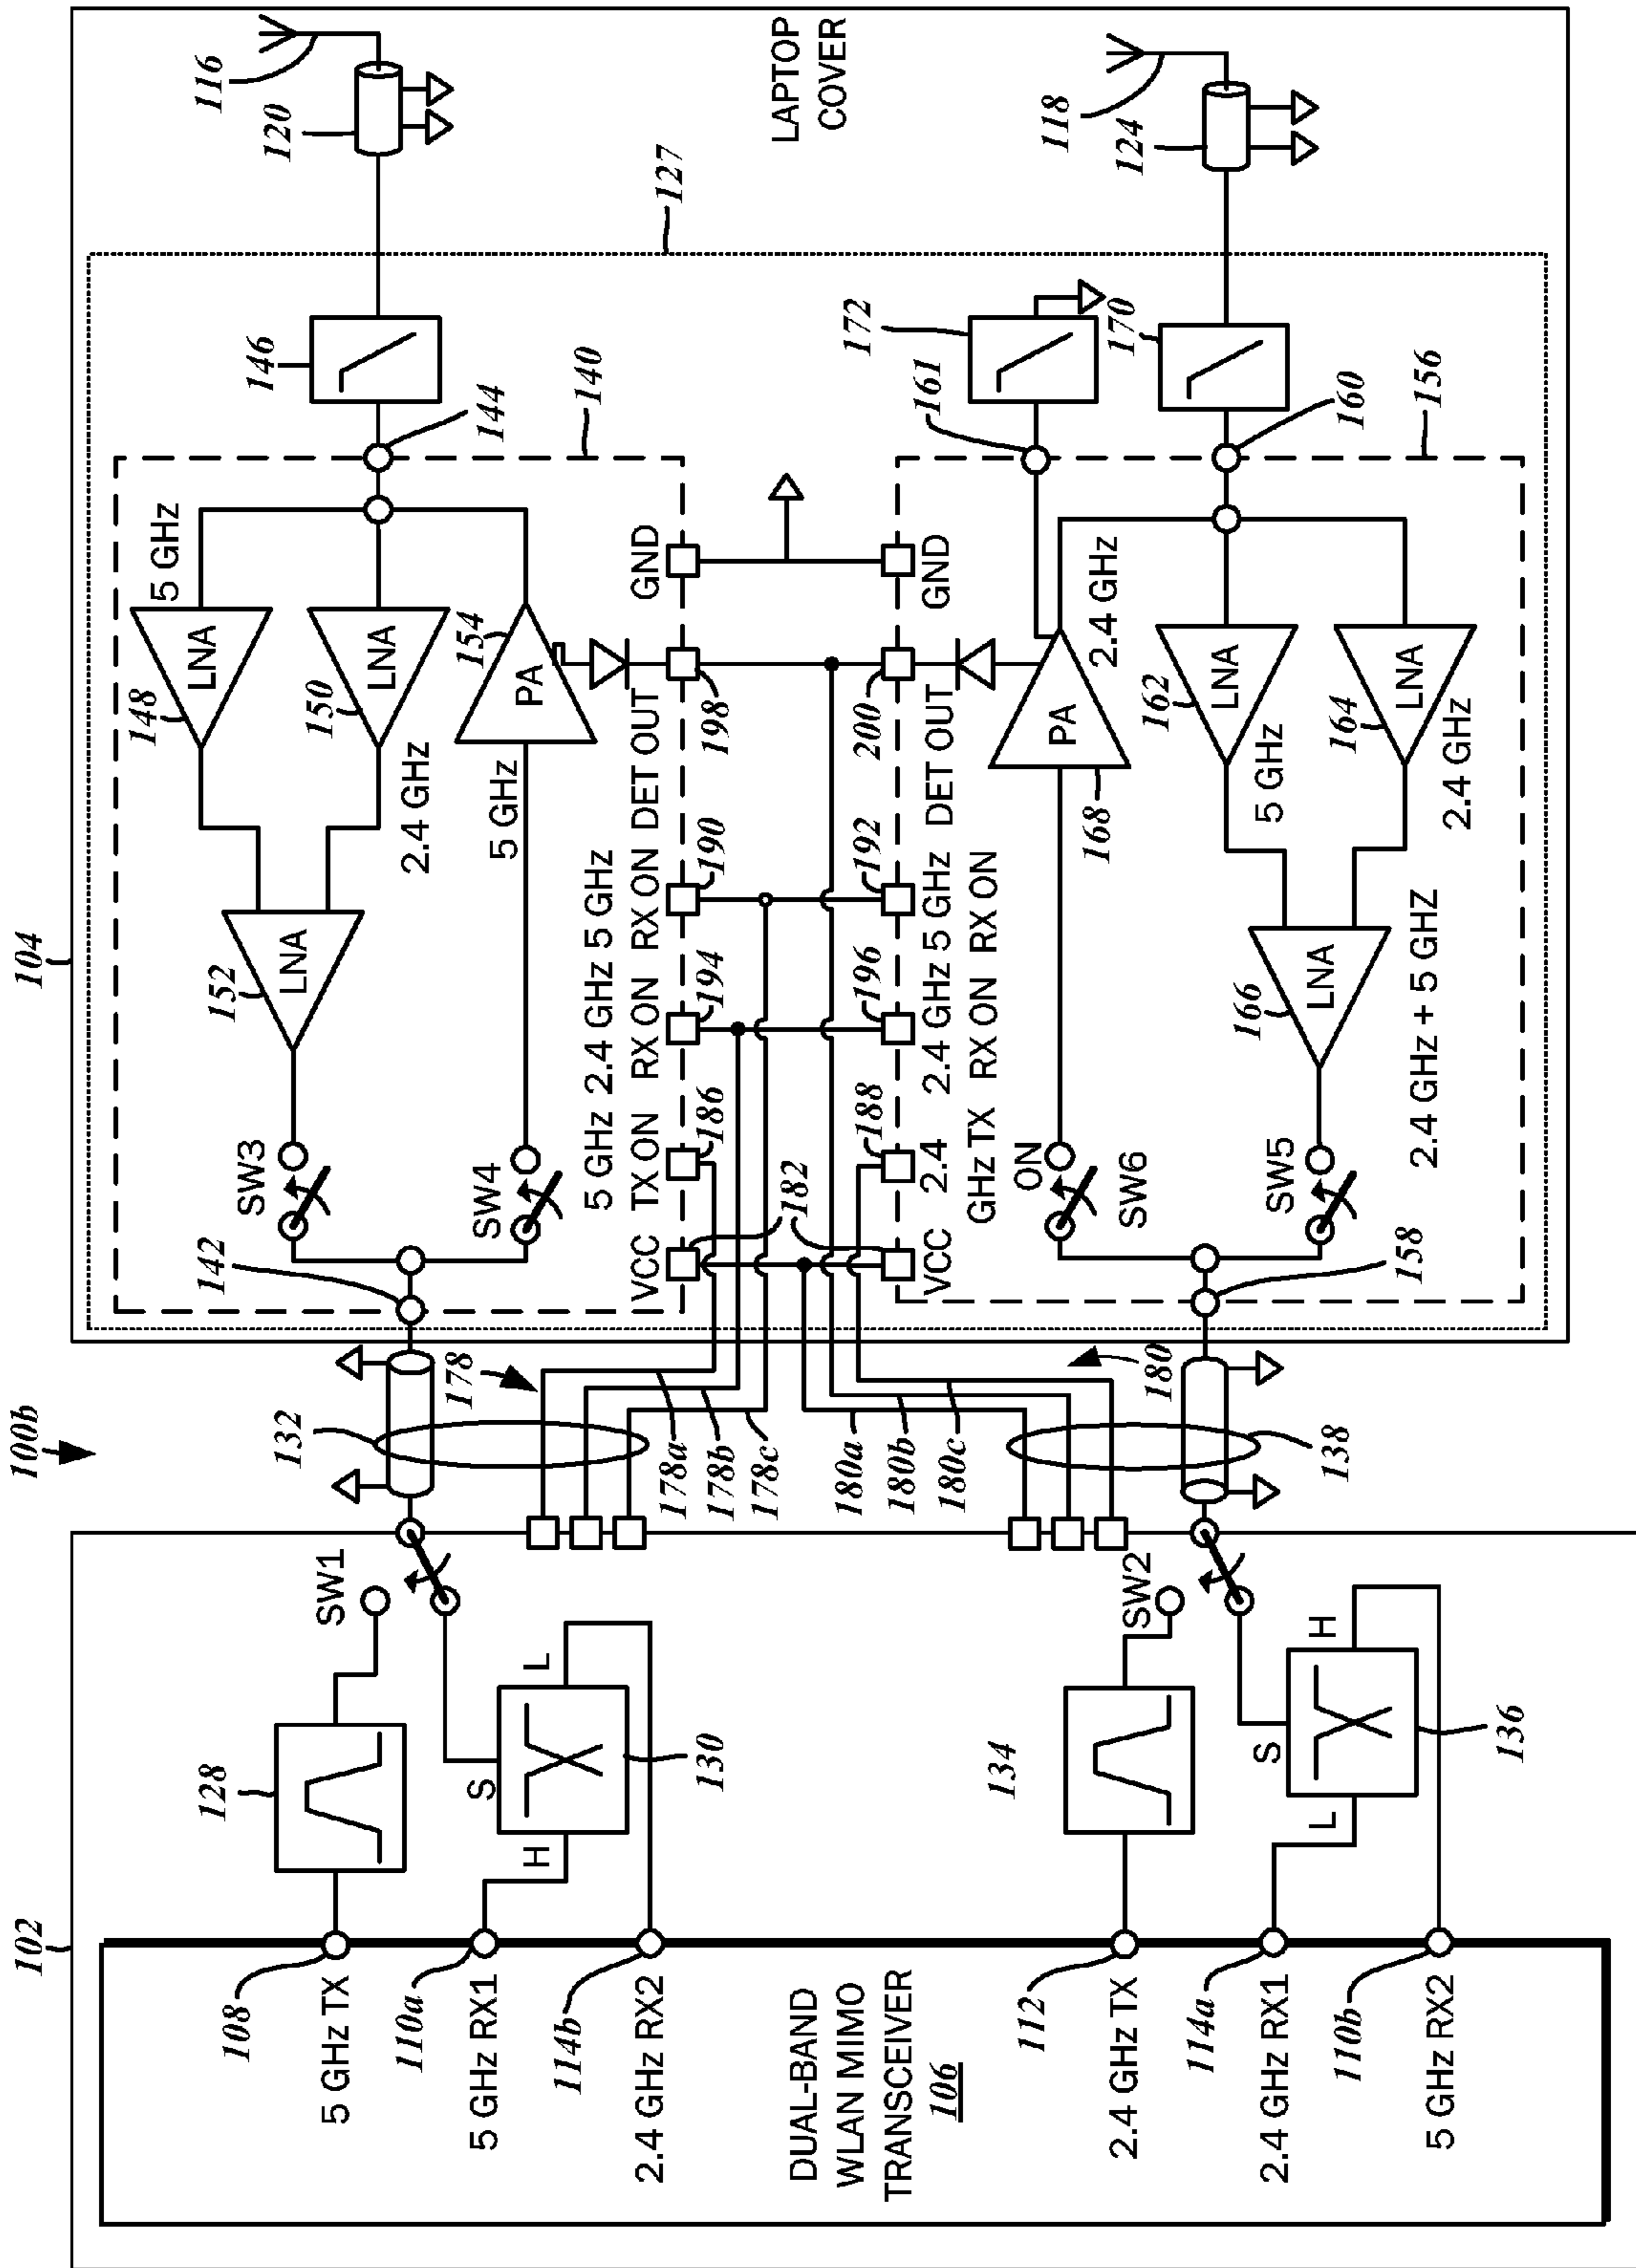 100b
102
104
116
120
118
124
LAPTOP
COVER
127
146
144
140
172
161
170
160
156
148
LNA
5 GHz
150
LNA
2.4 GHz
152
LNA
154
PA
5 GHz
SW3
SW4
142
VCC
5 GHz
TX ON
2.4 GHz
RX ON
5 GHz
RX ON
DET OUT
GND
182
186
194
190
198
188
196
192
200
VCC
2.4
GHz TX
ON
2.4 GHz
RX ON
5 GHz
RX ON
DET OUT
GND
PA
168
2.4 GHz
162
LNA
5 GHz
164
LNA
2.4 GHz
166
LNA
2.4 GHz + 5 GHZ
SW6
SW5
158
132
178
178a
178b
178c
180
180a
180b
180c
138
SW1
128
S
H
L
130
SW2
134
S
L
H
136
108
5 GHz TX
110a
5 GHz RX1
114b
2.4 GHz RX2
DUAL-BAND
WLAN MIMO
TRANSCEIVER
106
112
2.4 GHz TX
114a
2.4 GHz RX1
110b
5 GHz RX2